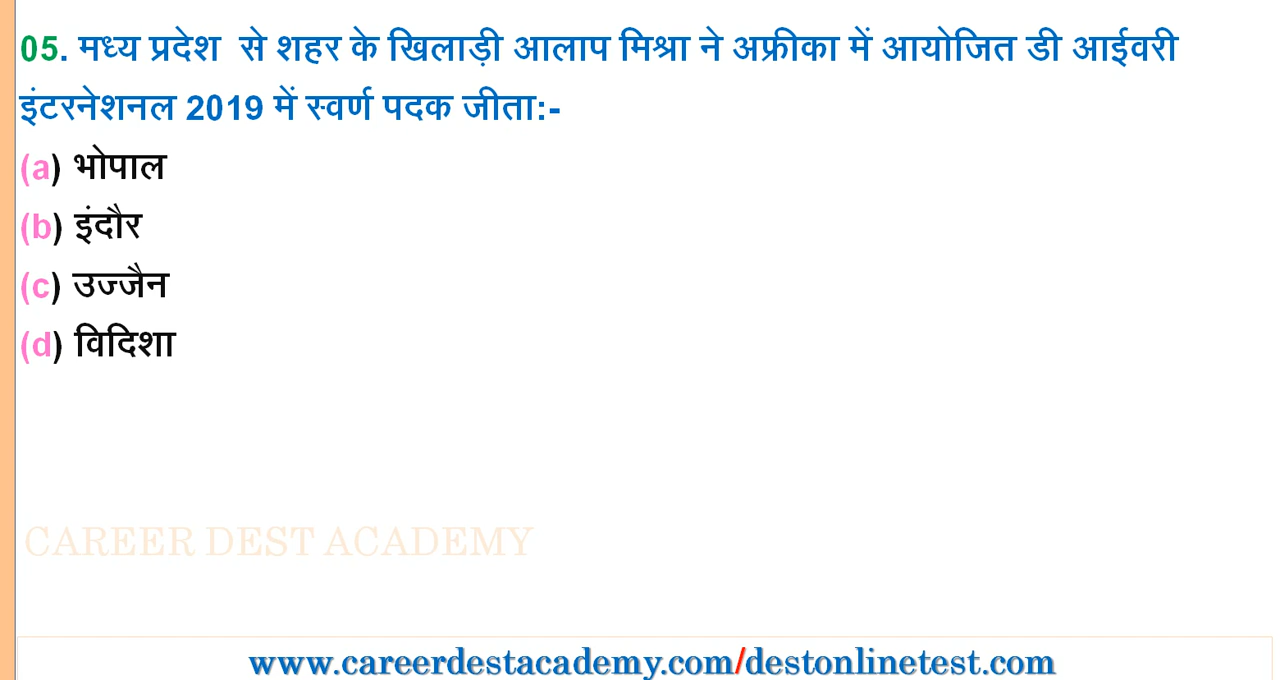 05. मध्य प्रदेश से शहर के खिलाड़ी आलाप मिश्रा ने अफ्रीका में आयोजित डी आईवरी
इंटरनेशनल 2019 में स्वर्ण पदक जीता:-
(a) भोपाल
(b) इंदौर
(c) उज्जैन
(d) विदिशा
CAREER DEST ACADEMY
www.careerdestacademy.com/destonlinetest.com